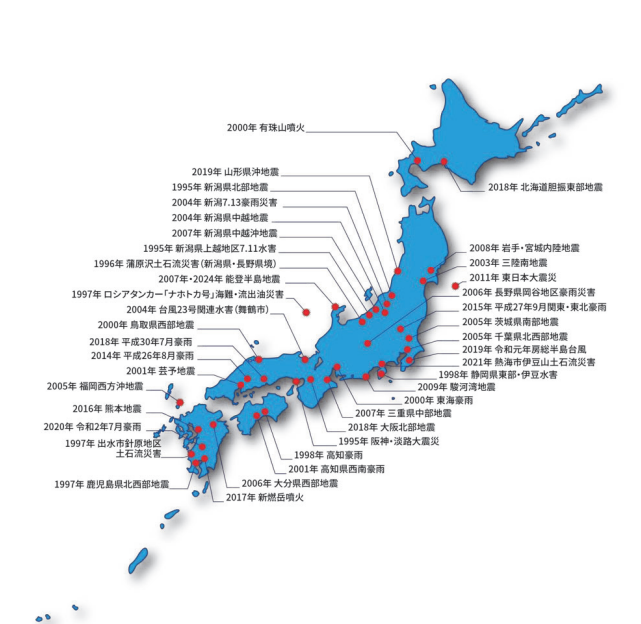 2000年 有珠山噴火
2018年 北海道胆振東部地震
2019年 山形県沖地震
1995年 新潟県北部地震
2004年 新潟7.13豪雨災害
2004年 新潟県中越地震
2007年 新潟県中越沖地震
1995年 新潟県上越地区7.11水害
1996年 蒲原沢土石流災害（新潟県・長野県境）
2007年・2024年 能登半島地震
1997年 ロシアタンカー「ナホトカ号」海難・流出油災害
2004年 台風23号関連水害（舞鶴市）
2000年 鳥取県西部地震
2018年 平成30年7月豪雨
2014年 平成26年8月豪雨
2001年 芸予地震
2005年 福岡西方沖地震
2016年 熊本地震
2020年 令和2年7月豪雨
1997年 出水市針原地区
土石流災害
1997年 鹿児島県北西部地震
2008年 岩手・宮城内陸地震
2003年 三陸南地震
2011年 東日本大震災
2006年 長野県岡谷地区豪雨災害
2015年 平成27年9月関東・東北豪雨
2005年 茨城県南部地震
2005年 千葉県北西部地震
2019年 令和元年房総半島台風
2021年 熱海市伊豆山土石流災害
1998年 静岡県東部・伊豆水害
2009年 駿河湾地震
2000年 東海豪雨
2007年 三重県中部地震
2018年 大阪北部地震
1995年 阪神・淡路大震災
1998年 高知豪雨
2001年 高知県西南豪雨
2006年 大分県西部地震
2017年 新燃岳噴火